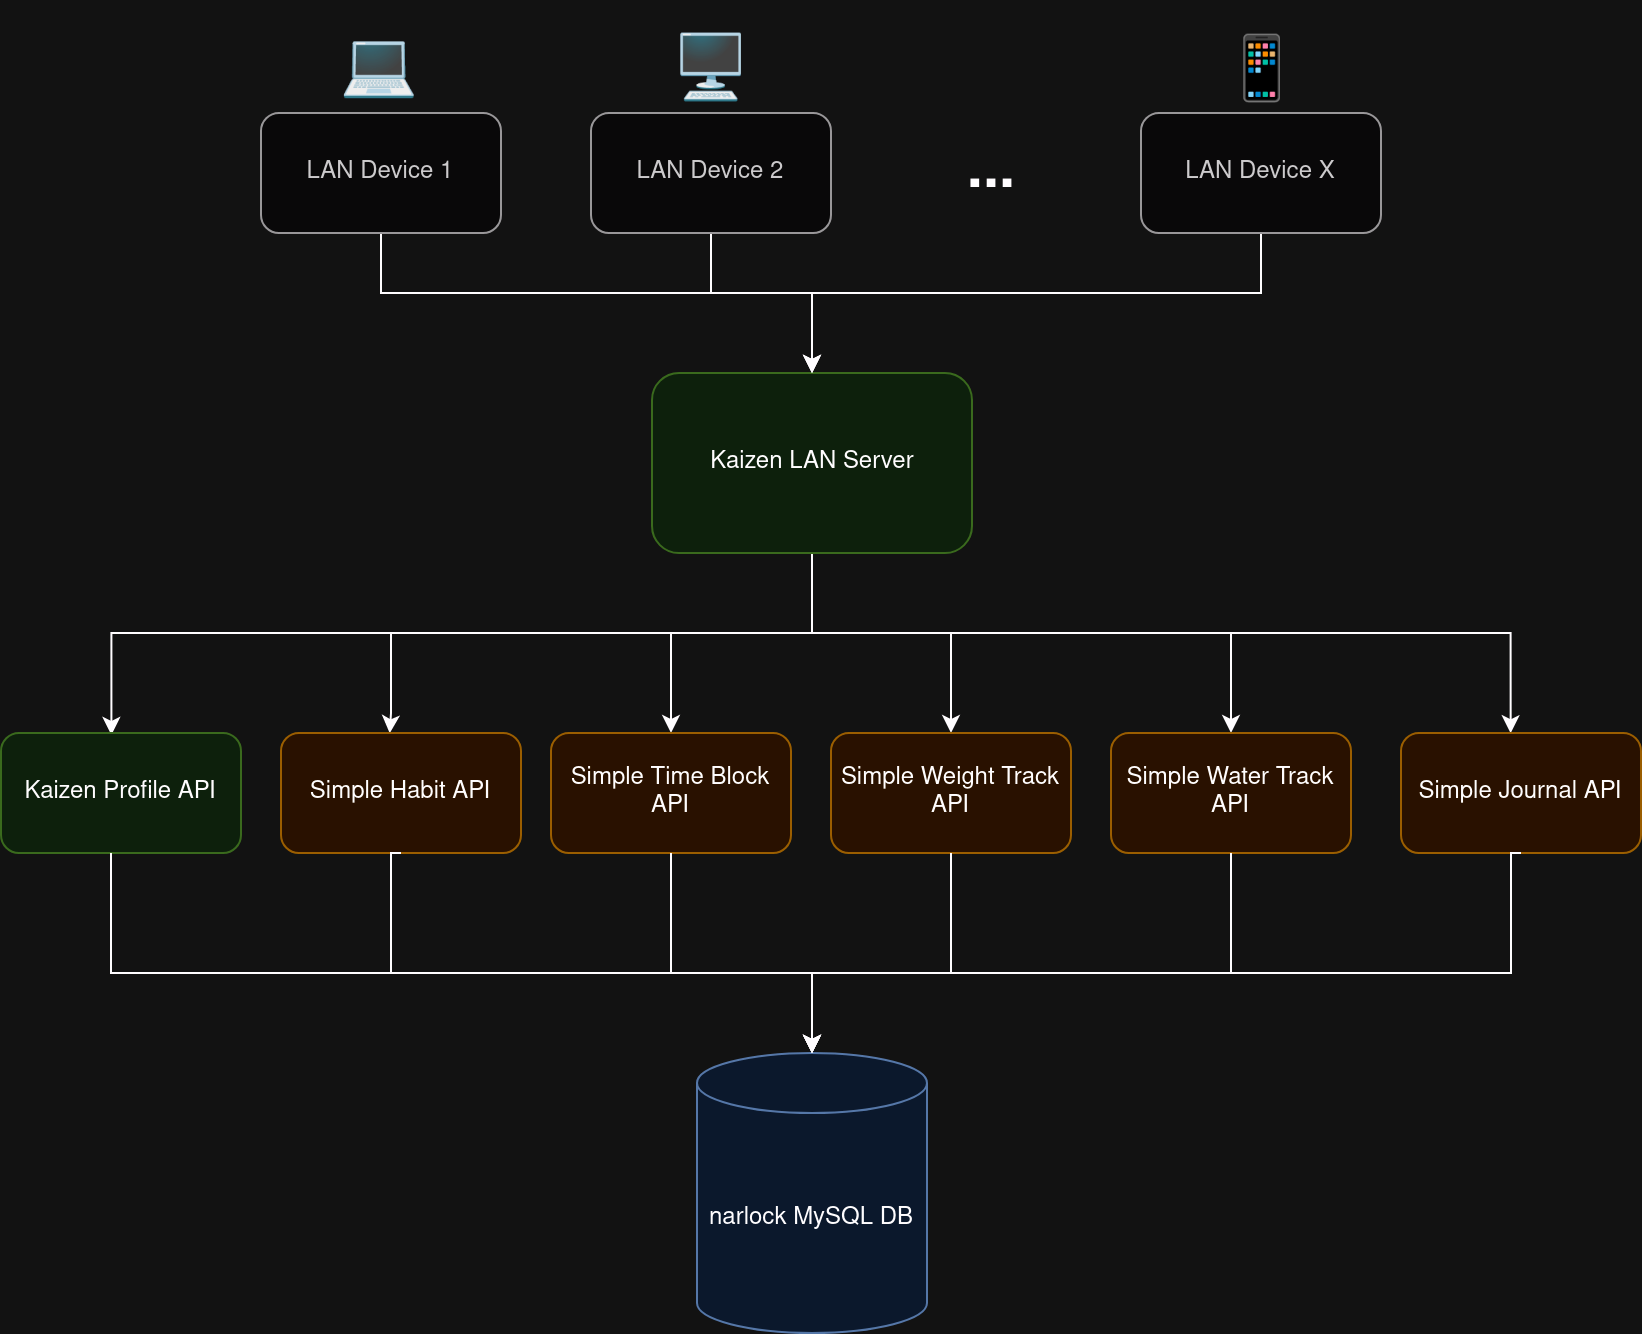 LAN Device 1
LAN Device 2
...
LAN Device X
Kaizen LAN Server
Kaizen Profile API
Simple Habit API
Simple Time Block
API
Simple Weight Track
API
Simple Water Track
API
Simple Journal API
narlock MySQL DB